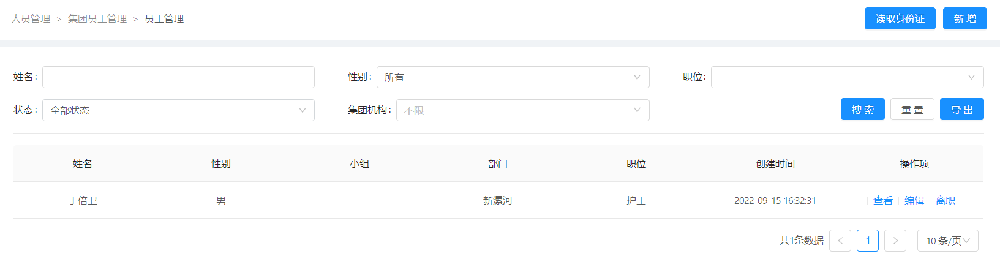 人员管理 > 集团员工管理 > 员工管理 读取身份证 新增
姓名: 性别: 所有 职位:
状态: 全部状态 集团机构: 不限 搜索 重置 导出
姓名 性别 小组 部门 职位 创建时间 操作项
丁倍卫 男 新漯河 护工 2022-09-15 16:32:31 查看 编辑 离职
共1条数据 < 1 > 10 条/页